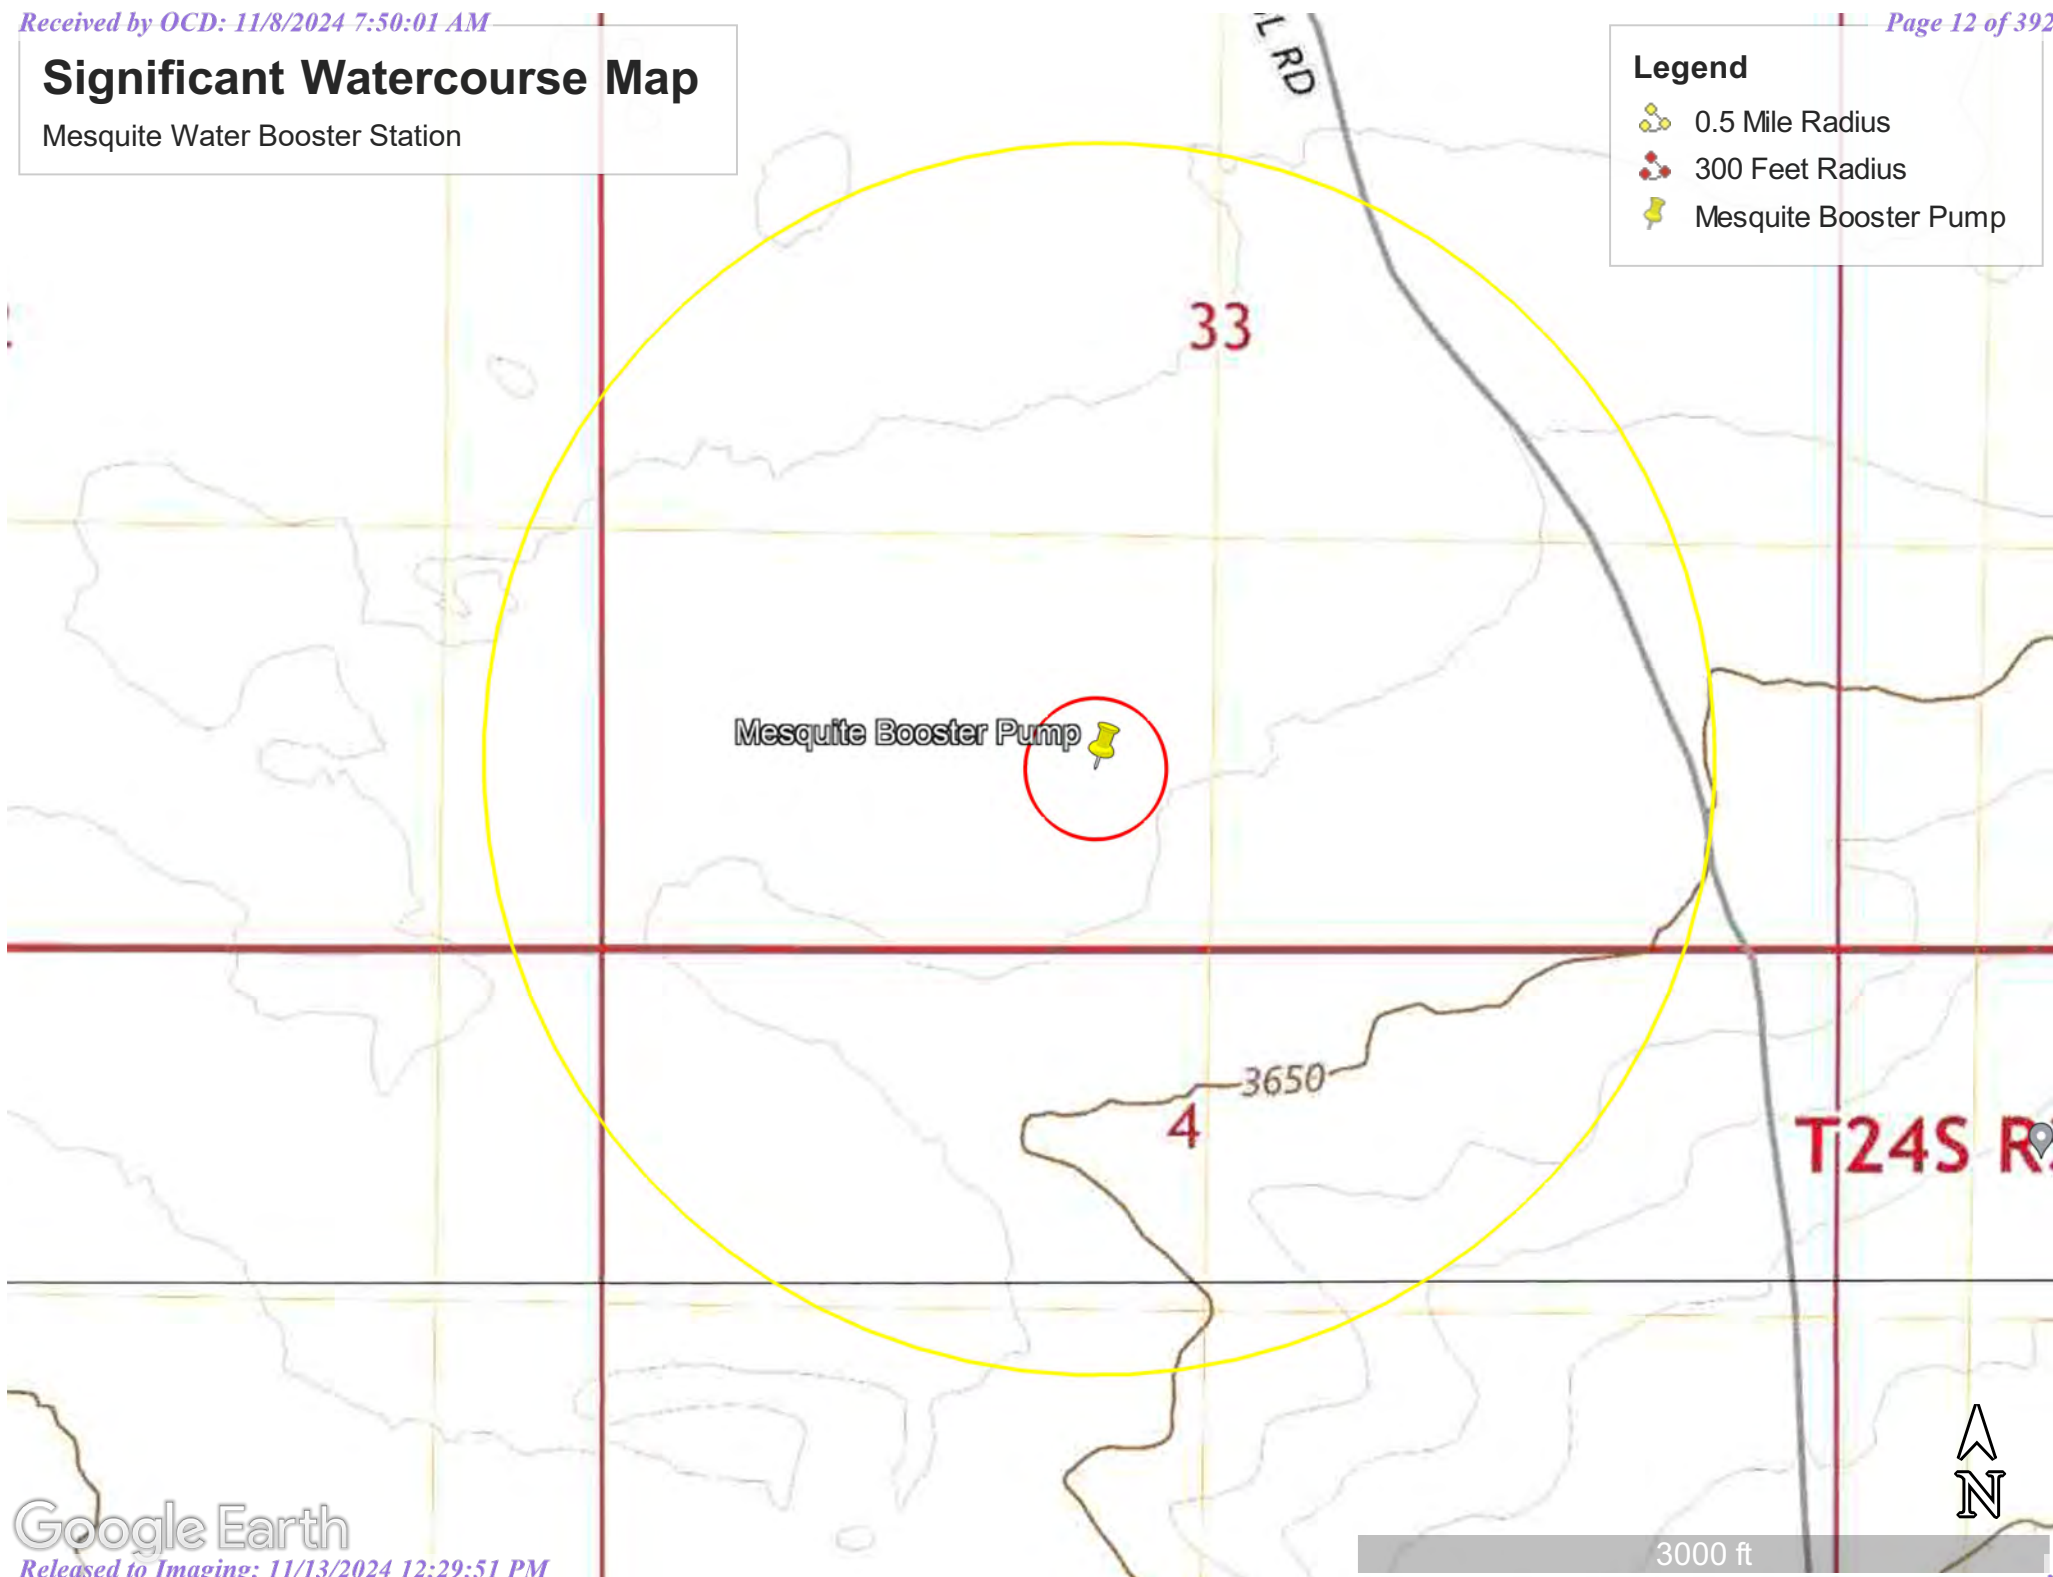 Received by OCD: 11/8/2024 7:50:01 AM
Page 12 of 392
Significant Watercourse Map
Mesquite Water Booster Station
RD
Legend
0.5 Mile Radius
300 Feet Radius
Mesquite Booster Pump
33
Mesquite Booster Pump
3650
4
T24S
N
Google Earth
3000 ft
Released to Imaging: 11/13/2024 12:29:51 PM